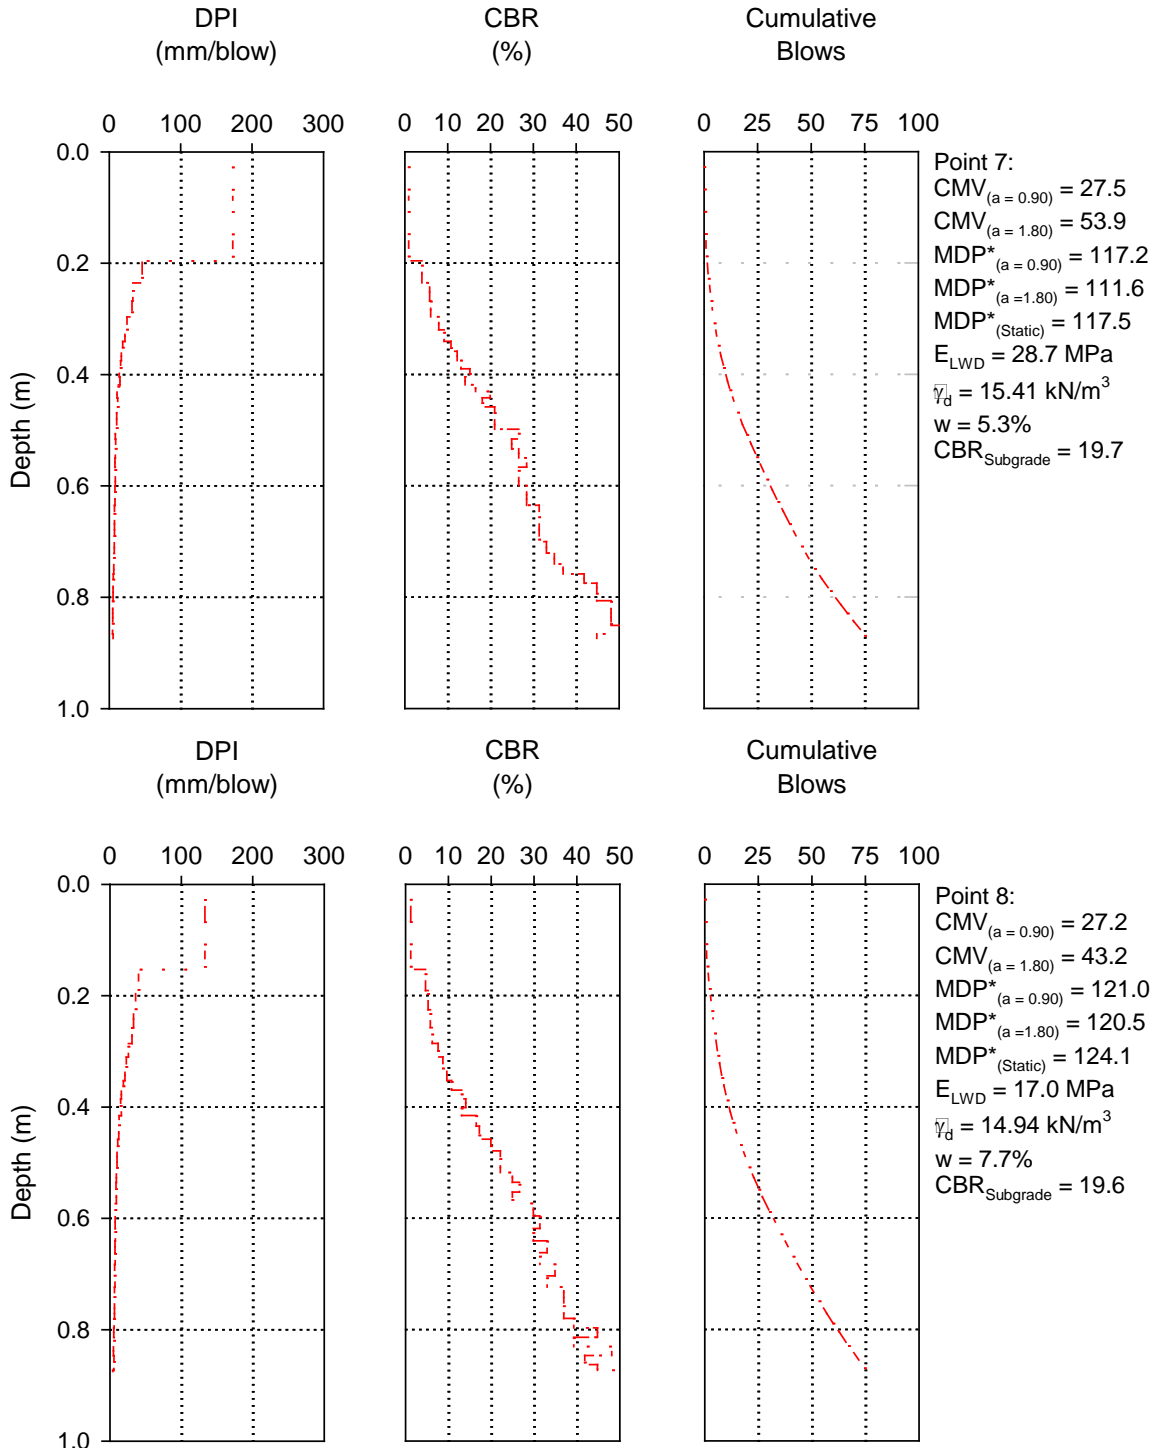 DPI CBR Cumulative
(mm/blow) (%) Blows
0 100 200 300 0 10 20 30 40 50 0 25 50 75 100
0.0
Point 7:
CMV(a = 0.90) = 27.5
CMV(a = 1.80) = 53.9
0.2
MDP*(a = 0.90) = 117.2
MDP*(a =1.80) = 111.6
MDP*(Static) = 117.5
ELWD = 28.7 MPa
0.4
γd = 15.41 kN/m3
w = 5.3%
CBRSubgrade = 19.7
Depth (m)
0.6
0.8
1.0
DPI CBR Cumulative
(mm/blow) (%) Blows
0 100 200 300 0 10 20 30 40 50 0 25 50 75 100
0.0
Point 8:
CMV(a = 0.90) = 27.2
CMV(a = 1.80) = 43.2
0.2
MDP*(a = 0.90) = 121.0
MDP*(a =1.80) = 120.5
MDP*(Static) = 124.1
ELWD = 17.0 MPa
0.4
γd = 14.94 kN/m3
w = 7.7%
CBRSubgrade = 19.6
Depth (m)
0.6
0.8
1.0